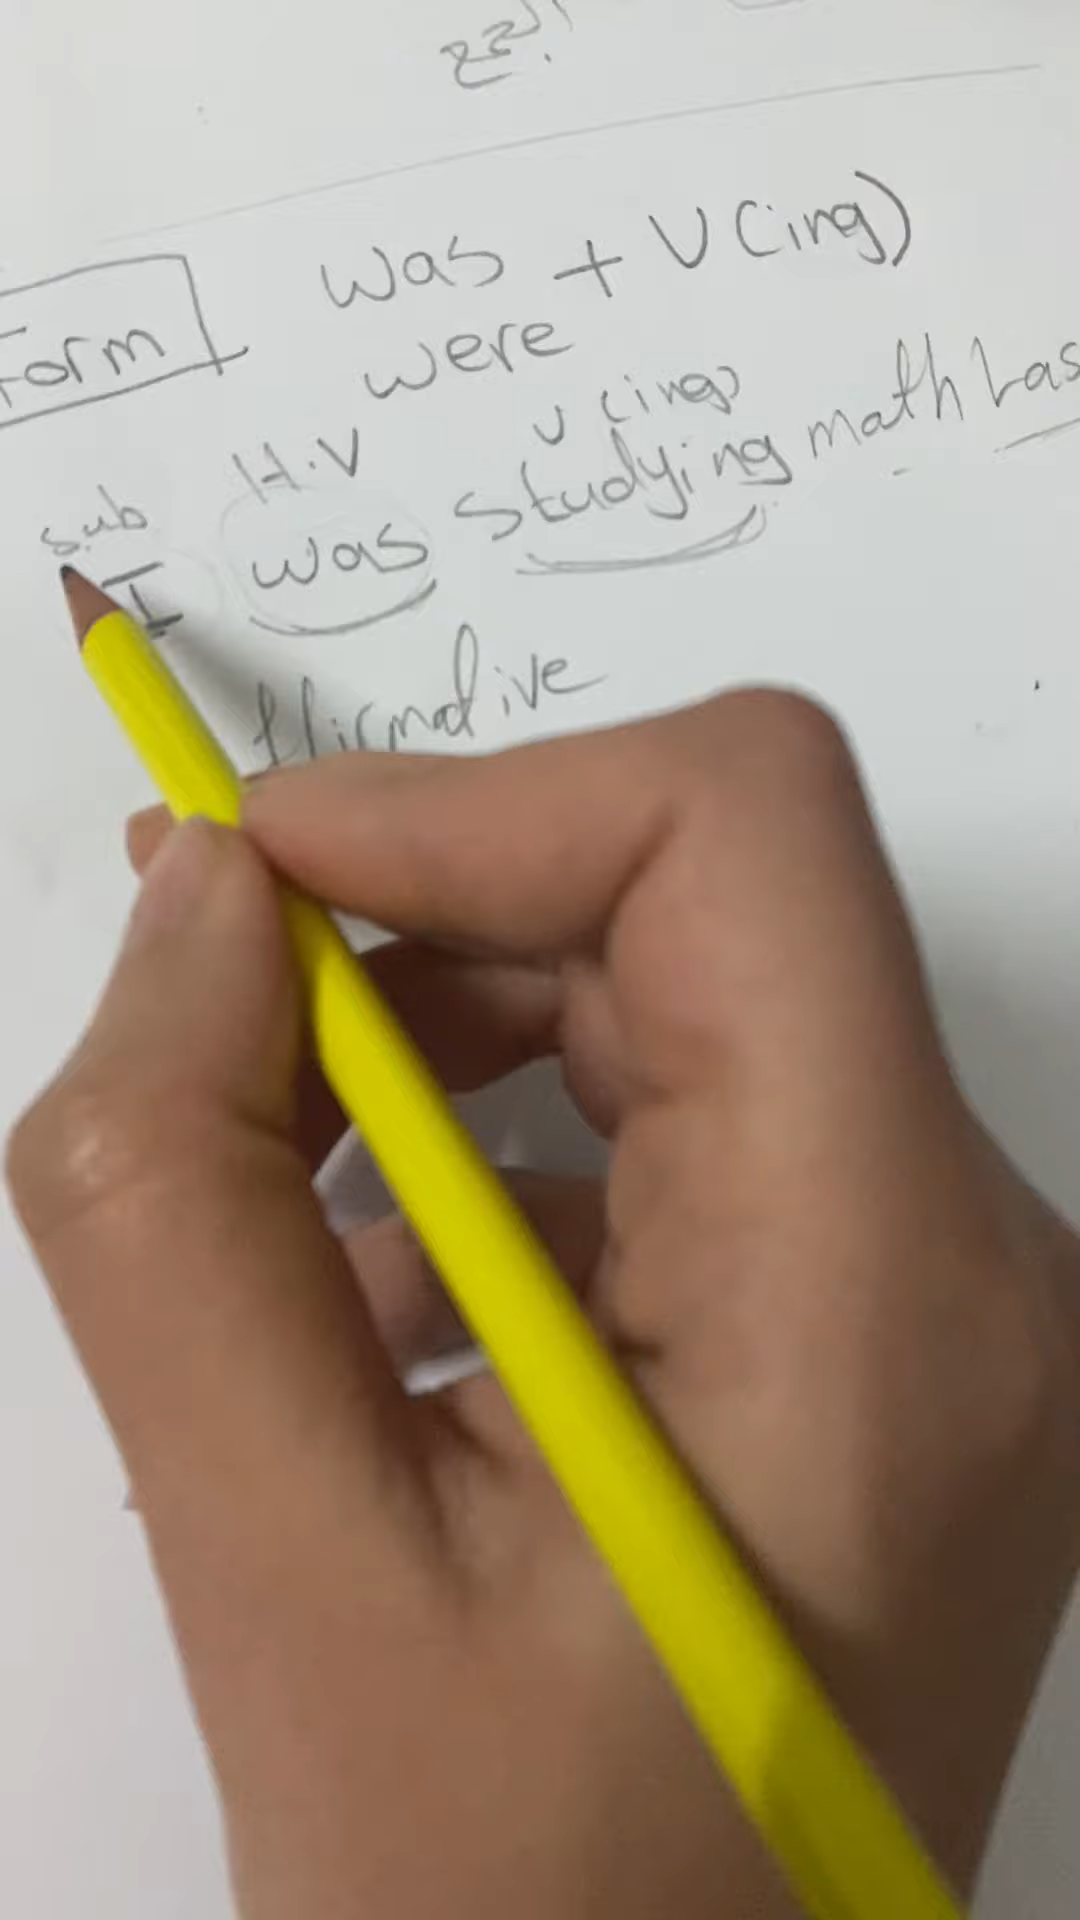 Form
was + V (ing)
were
sub H.V V (ing)
I was studying math Las
ffirmative